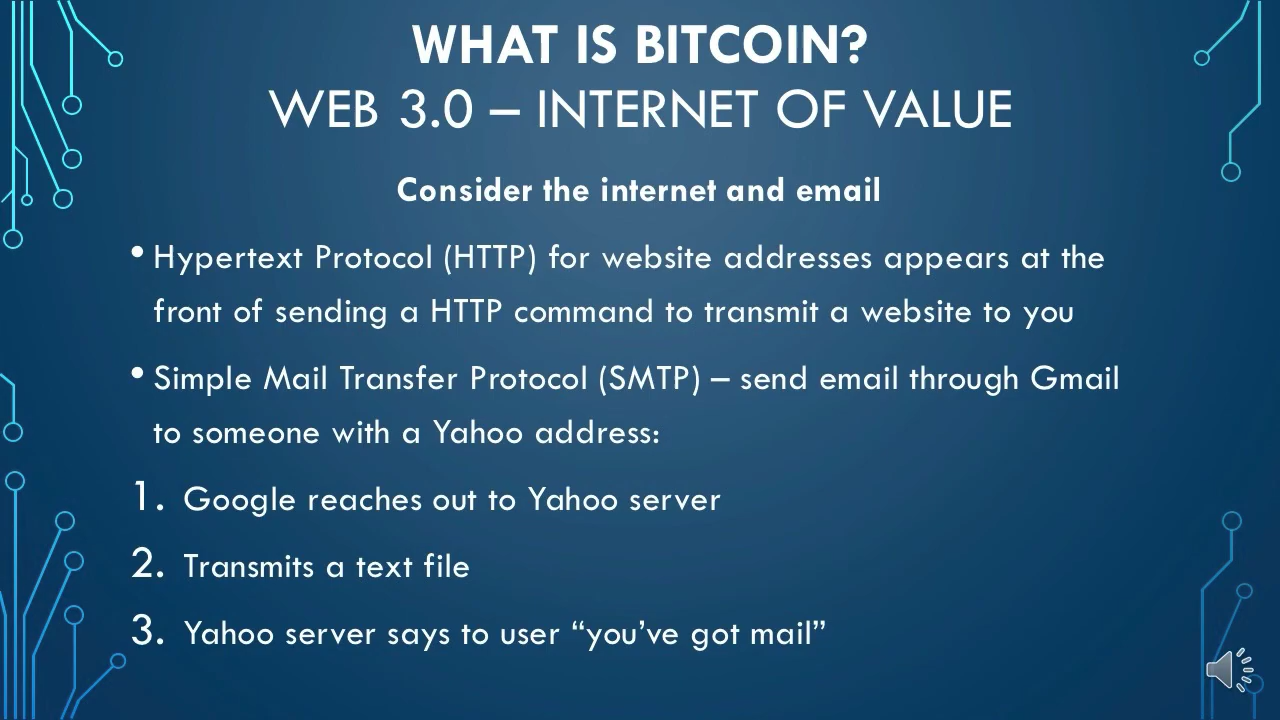 WHAT IS BITCOIN?
WEB 3.0 – INTERNET OF VALUE
Consider the internet and email
• Hypertext Protocol (HTTP) for website addresses appears at the
front of sending a HTTP command to transmit a website to you
• Simple Mail Transfer Protocol (SMTP) – send email through Gmail
to someone with a Yahoo address:
1. Google reaches out to Yahoo server
2. Transmits a text file
3. Yahoo server says to user “you’ve got mail”